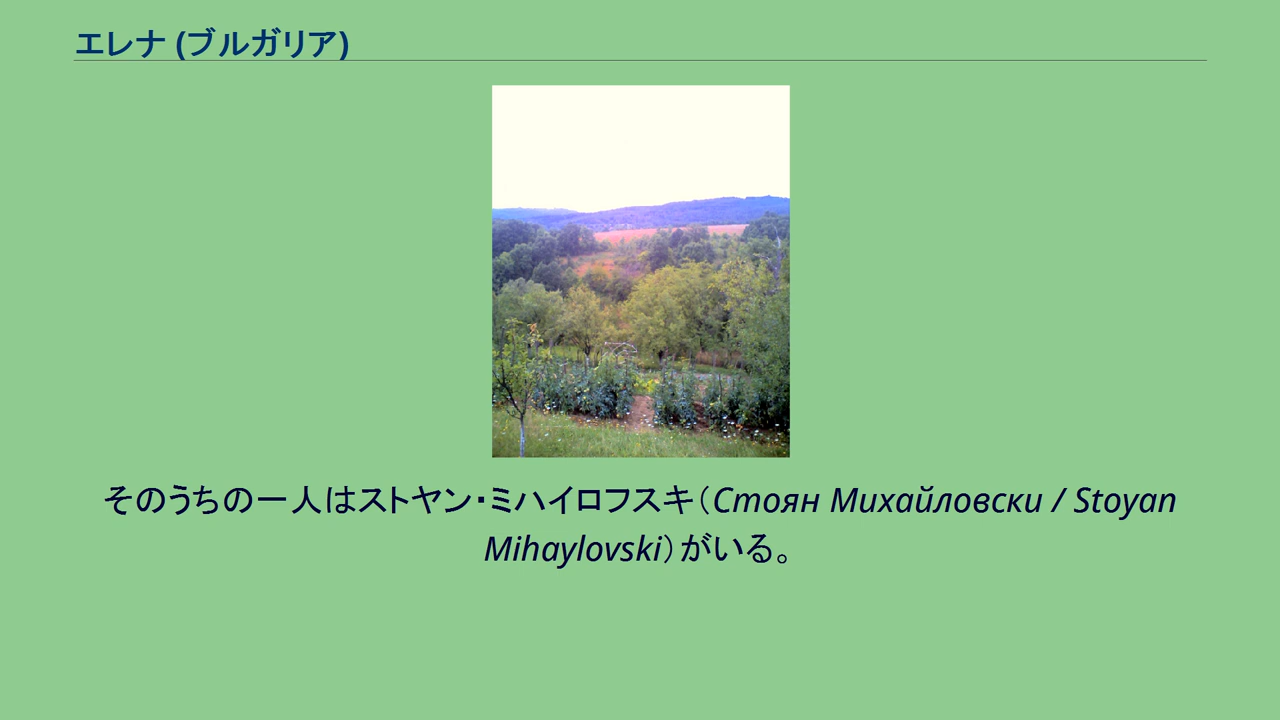 エレナ (ブルガリア)
そのうちの一人はストヤン・ミハイロフスキ（Стоян Михайловски / Stoyan
Mihaylovski）がいる。